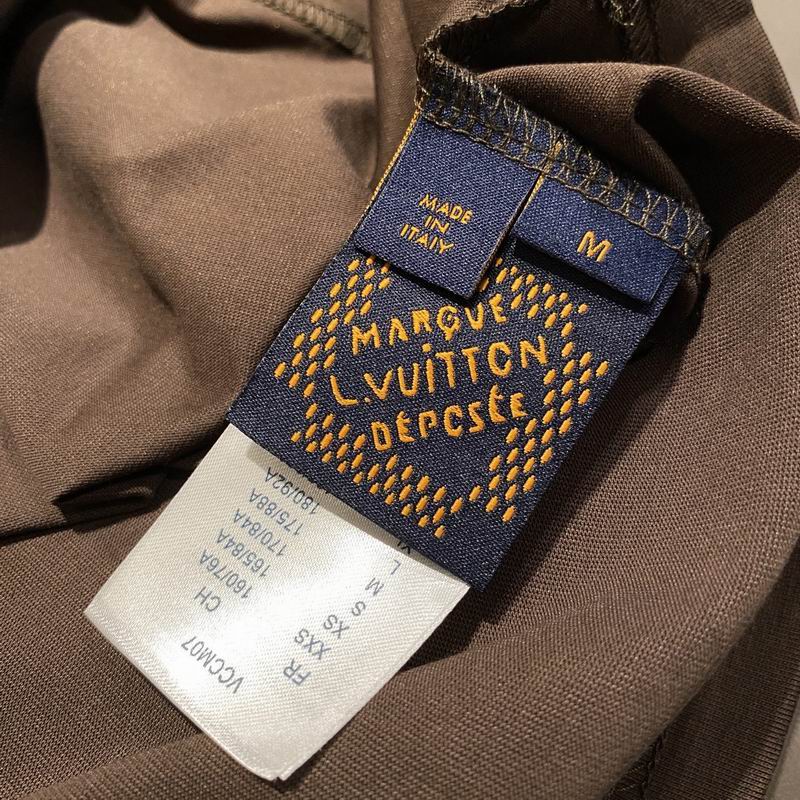 MADE
IN
ITALY
M
MARQUE
L.VUiTTON
DÉPOSÉE
VCCM07
FR CH
XXS 160/76A
XS 165/84A
S 170/84A
M 175/88A
L 180/92A